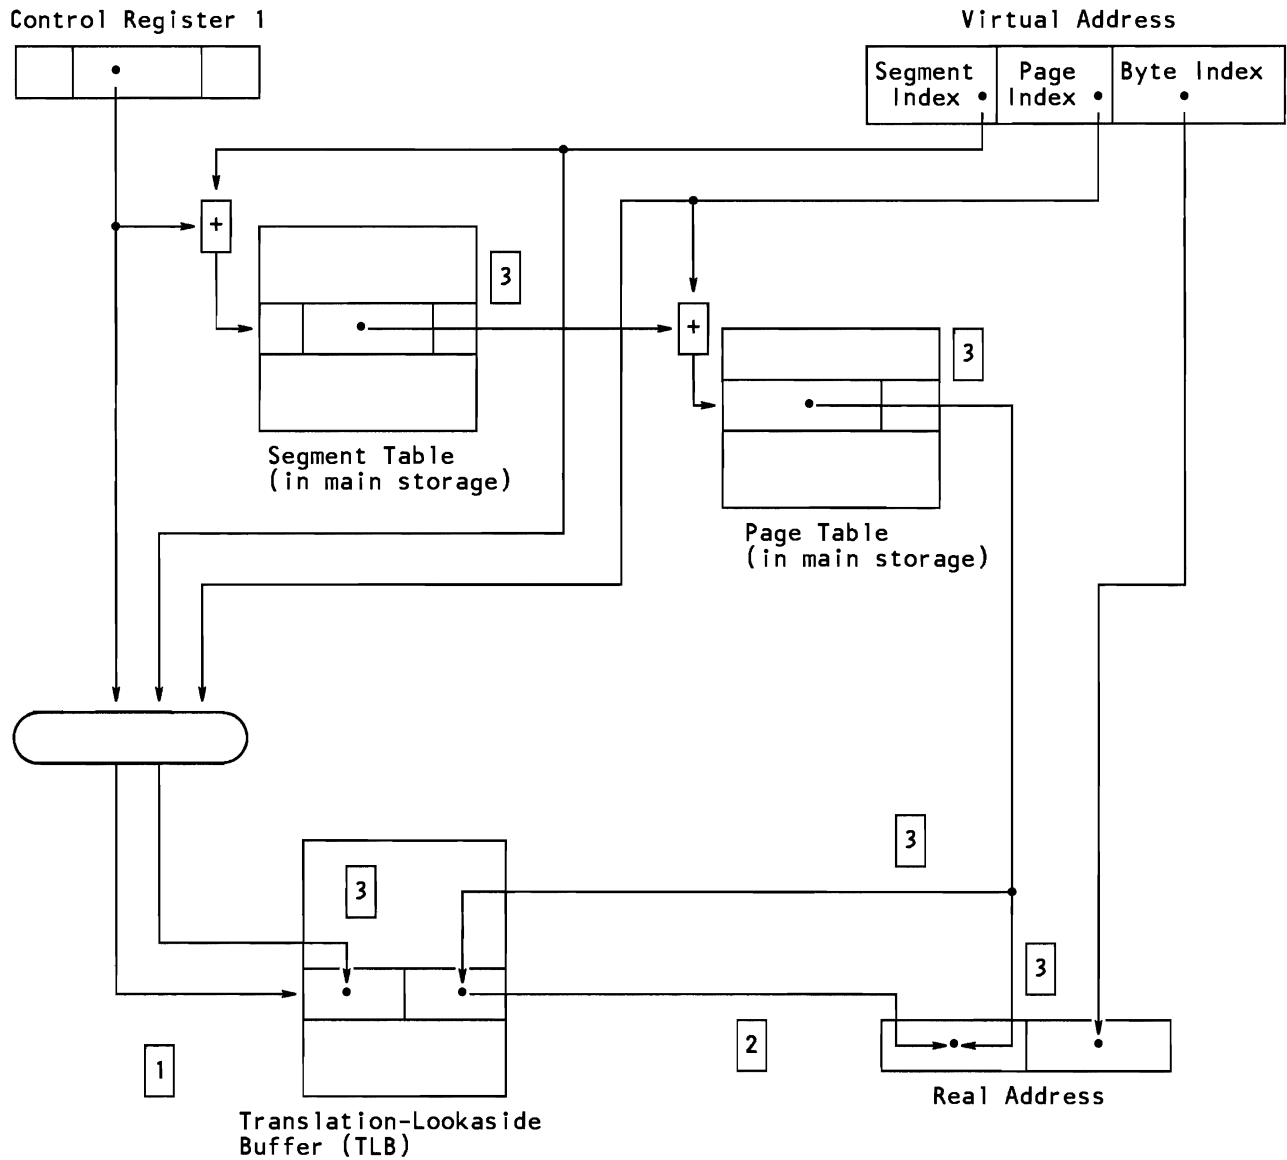 Control Register 1
Virtual Address
Segment Index
Page Index
Byte Index
+
3
+
3
Segment Table
(in main storage)
Page Table
(in main storage)
3
3
3
1
2
Real Address
Translation-Lookaside
Buffer (TLB)